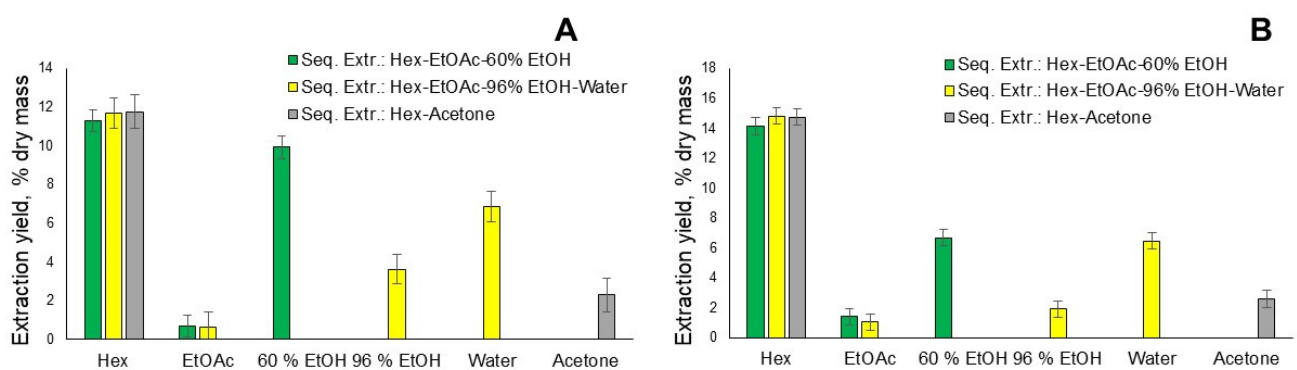 A
Seq. Extr.: Hex-EtOAc-60% EtOH
Seq. Extr.: Hex-EtOAc-96% EtOH-Water
Seq. Extr.: Hex-Acetone
Extraction yield, % dry mass
14
12
10
8
6
4
2
0
Hex EtOAc 60 % EtOH 96 % EtOH Water Acetone
B
Seq. Extr.: Hex-EtOAc-60% EtOH
Seq. Extr.: Hex-EtOAc-96% EtOH-Water
Seq. Extr.: Hex-Acetone
Extraction yield, % dry mass
18
16
14
12
10
8
6
4
2
0
Hex EtOAc 60 % EtOH 96 % EtOH Water Acetone